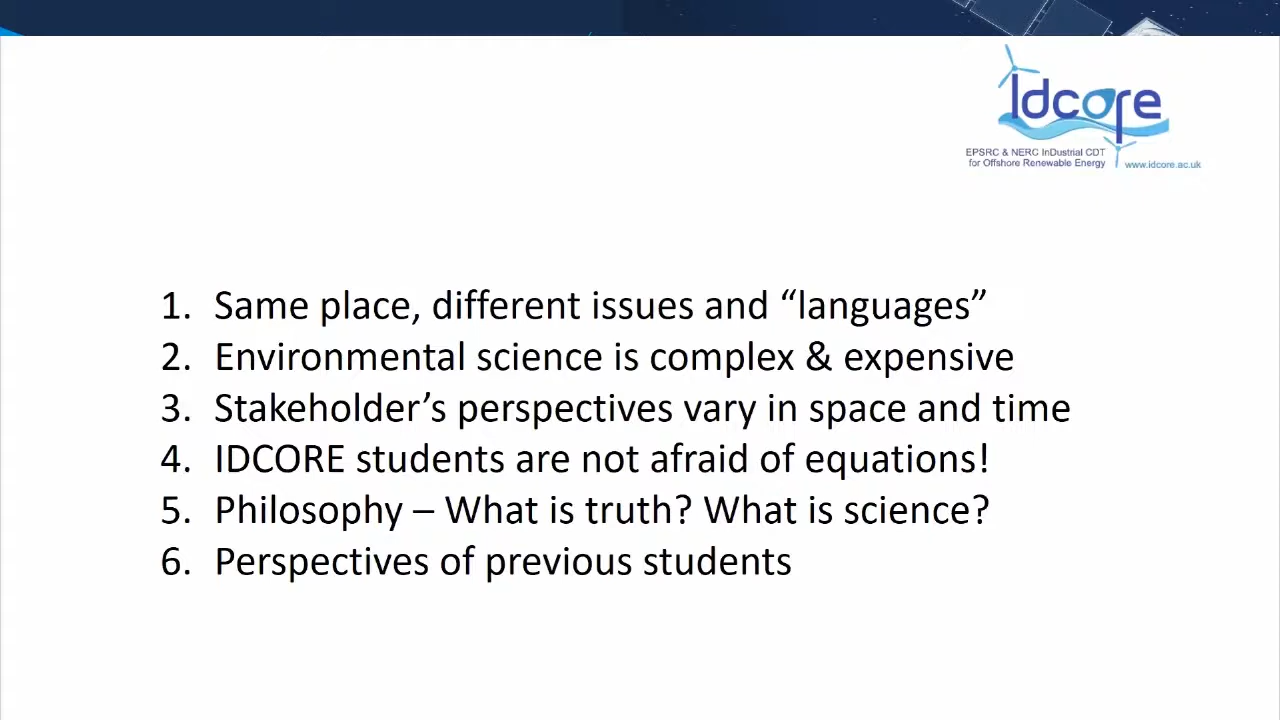 Idcore
EPSRC & NERC InDustrial CDT
for Offshore Renewable Energy
www.idcore.ac.uk
1. Same place, different issues and “languages”
2. Environmental science is complex & expensive
3. Stakeholder’s perspectives vary in space and time
4. IDCORE students are not afraid of equations!
5. Philosophy – What is truth? What is science?
6. Perspectives of previous students